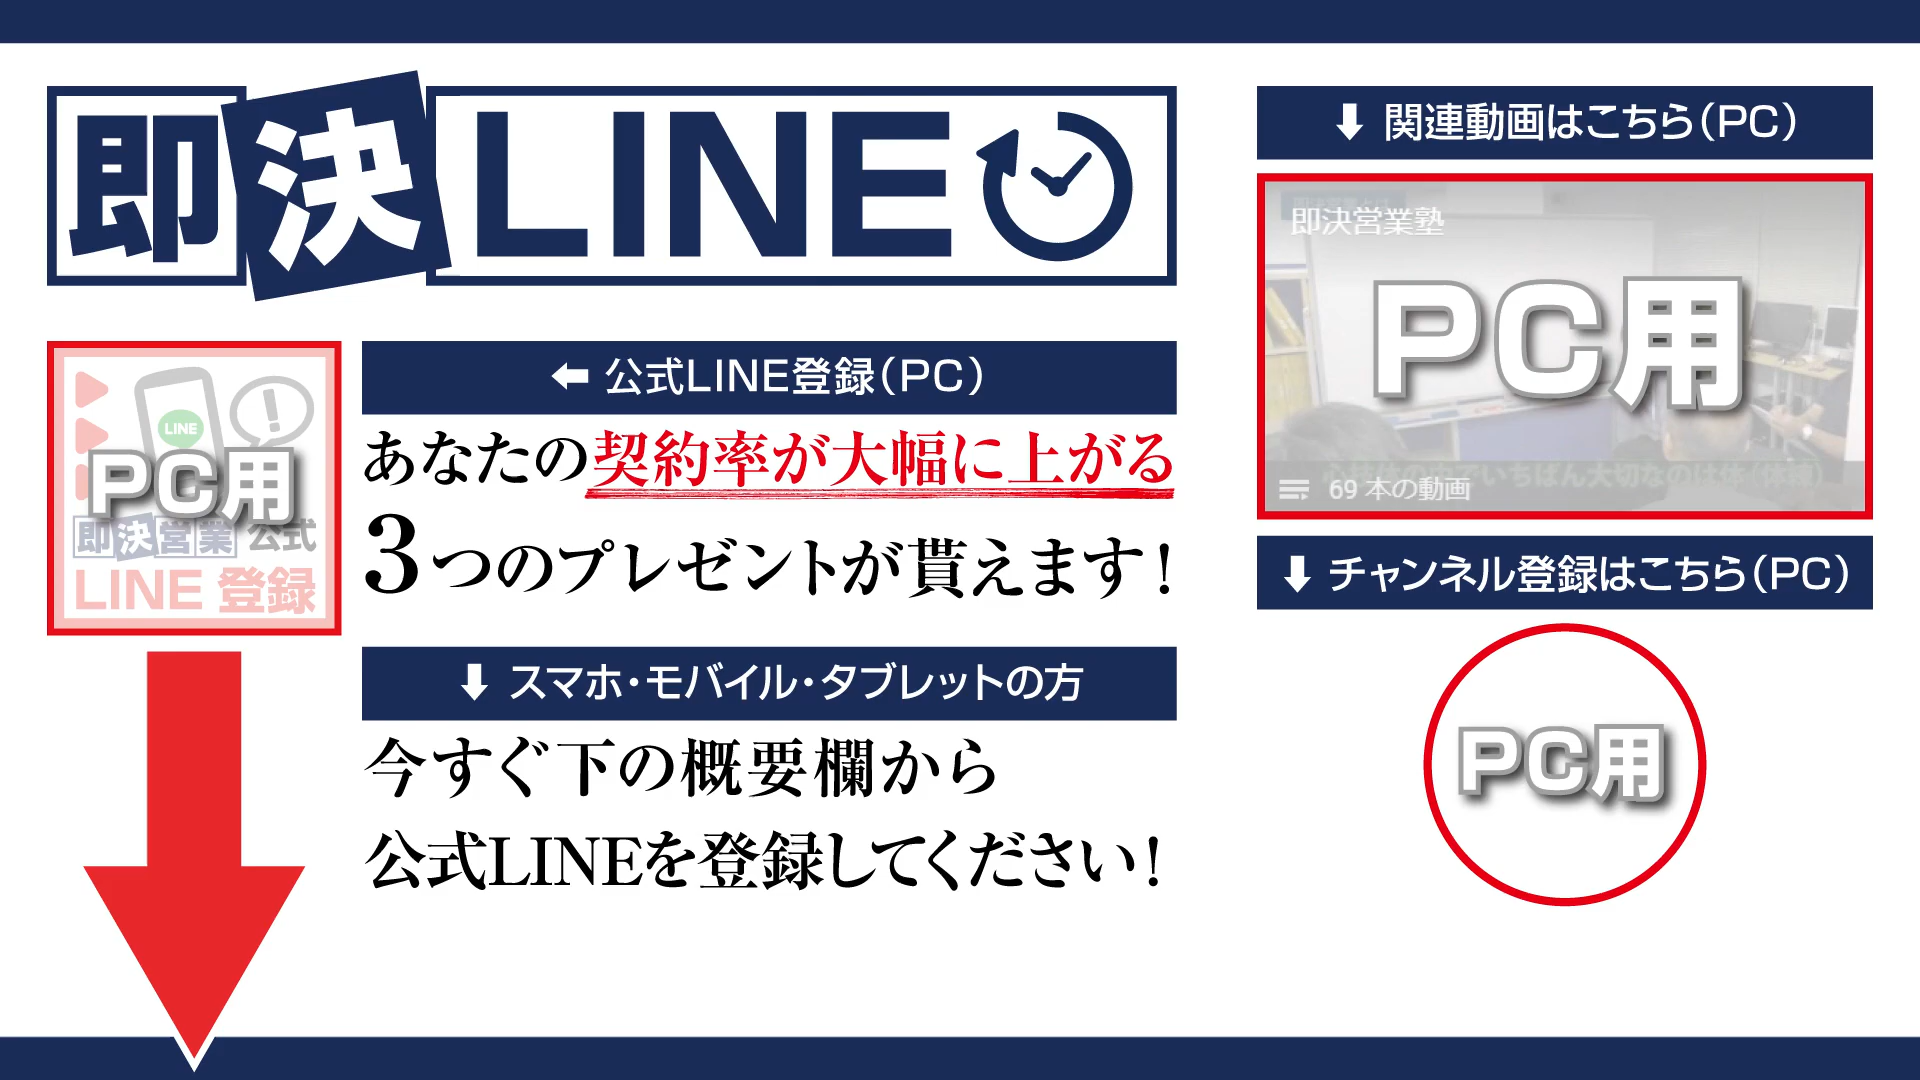 即決LINE
LINE
PC用
即決営業 公式
LINE 登録
⬅ 公式LINE登録(PC)
あなたの契約率が大幅に上がる
3つのプレゼントが貰えます!
⬇ スマホ・モバイル・タブレットの方
今すぐ下の概要欄から
公式LINEを登録してください!
⬇ 関連動画はこちら(PC)
即決営業塾
PC用
69 本の動画
⬇ チャンネル登録はこちら(PC)
PC用